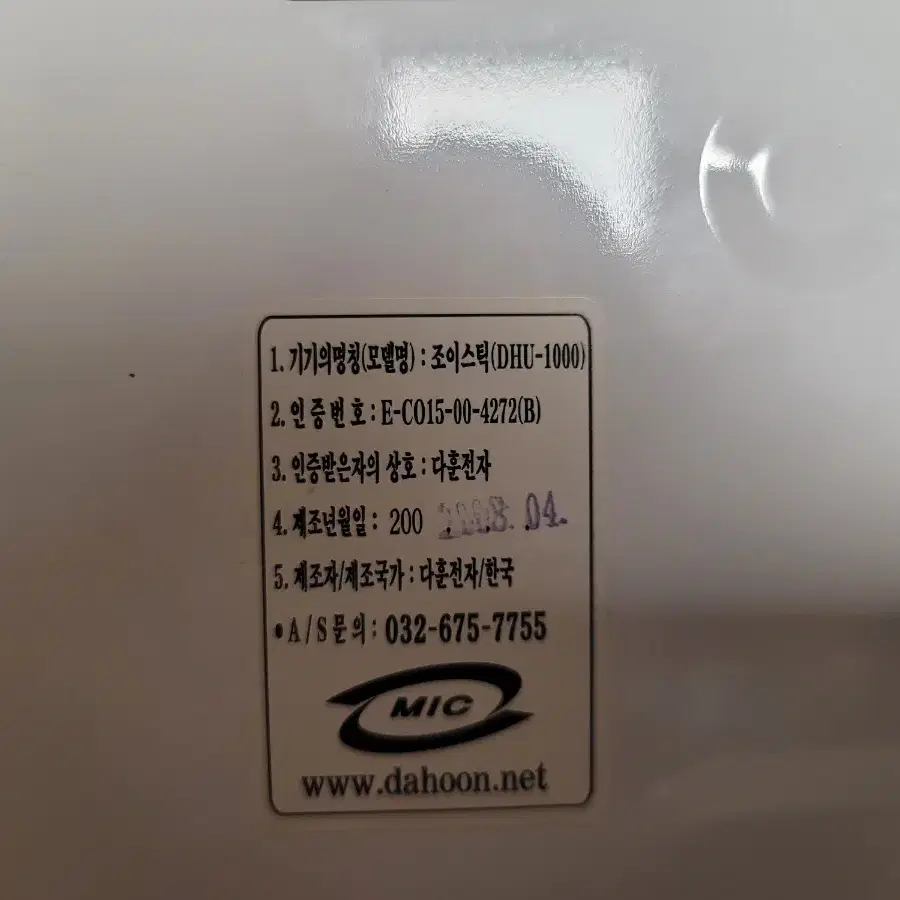 1. 기기의명칭(모델명) : 조이스틱(DHU-1000)
2. 인증번호 : E-CO15-00-4272(B)
3. 인증받은자의 상호 : 다훈전자
4. 제조년월일 : 200 2008. 04.
5. 제조자/제조국가 : 다훈전자/한국
●A/S문의 : 032-675-7755
MIC
www.dahoon.net